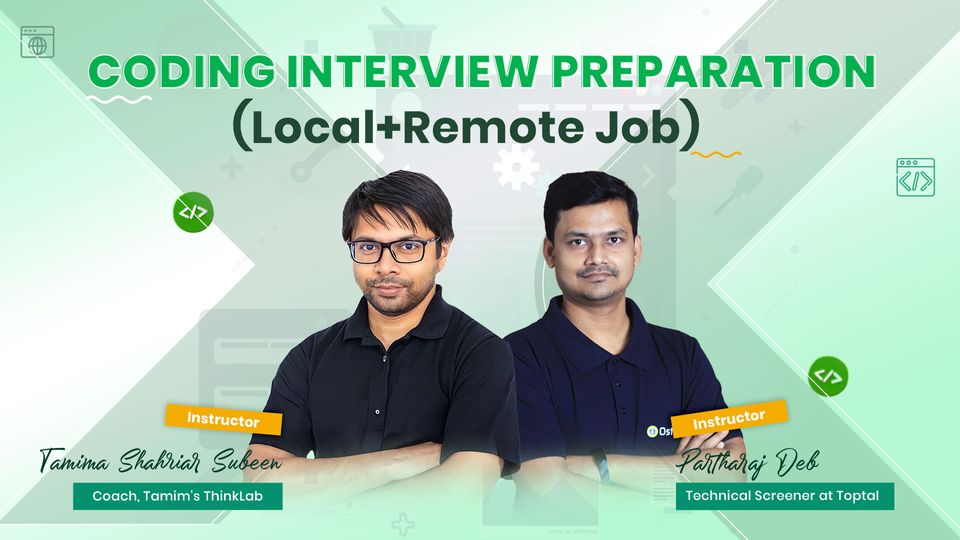 CODING INTERVIEW PREPARATION
(Local+Remote Job)
</>
</>
</>
Instructor
Instructor
Tamima Shahriar Subeen
Partharaj Deb
Coach, Tamim's ThinkLab
Technical Screener at Toptal